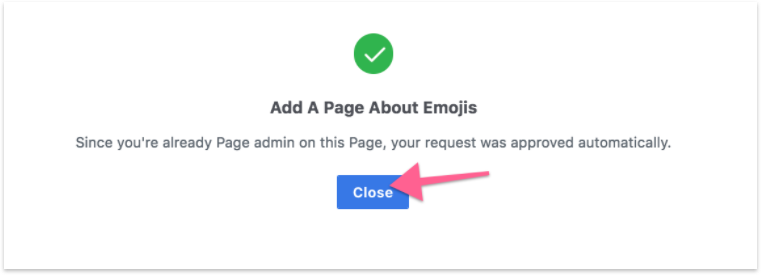 Add A Page About Emojis
Since you're already Page admin on this Page, your request was approved automatically.
Close